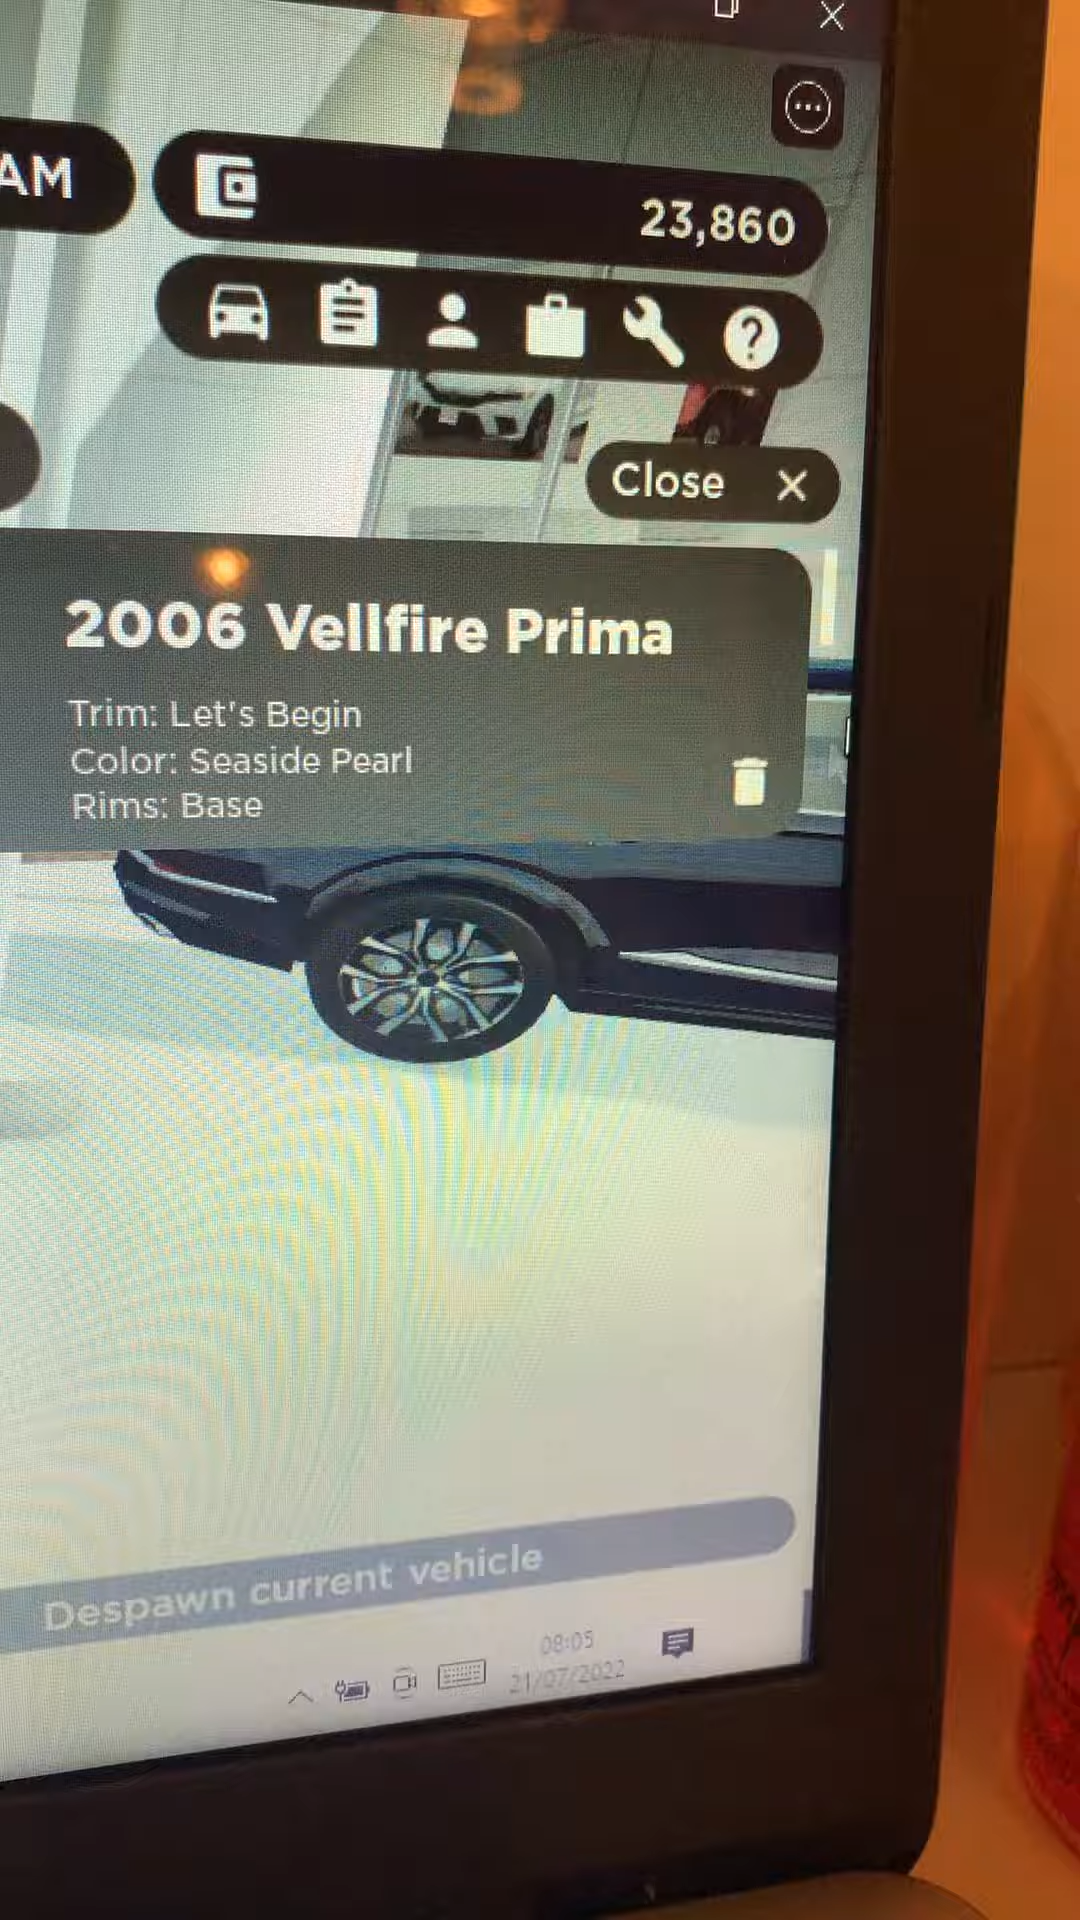 AM
23,860
Close
2006 Vellfire Prima
Trim: Let's Begin
Color: Seaside Pearl
Rims: Base
Despawn current vehicle
08:05
21/07/2022